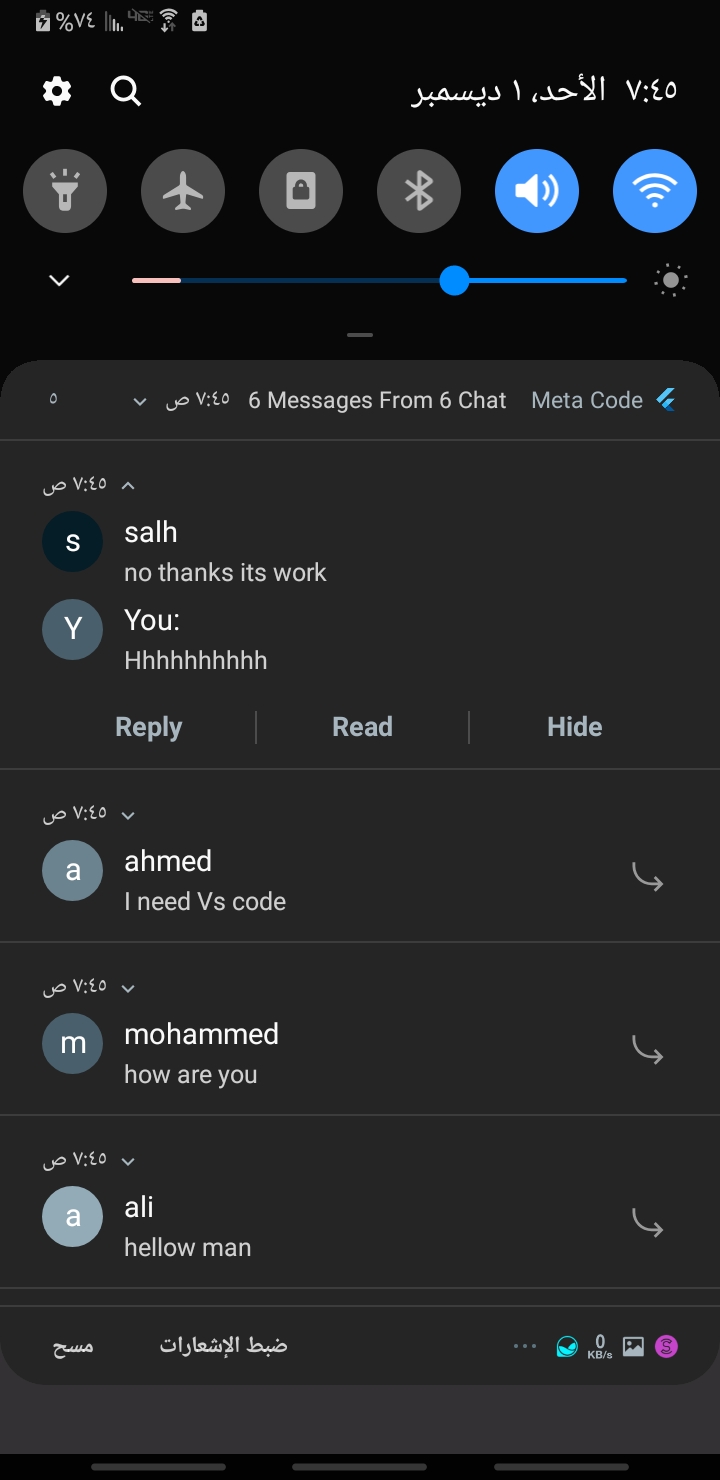 %٧٤
٧:٤٥ الأحد، ١ ديسمبر
Meta Code 6 Messages From 6 Chat ٧:٤٥ ص ٥
٧:٤٥ ص
s salh
no thanks its work
Y You:
Hhhhhhhhhh
Reply Read Hide
٧:٤٥ ص
a ahmed
I need Vs code
٧:٤٥ ص
m mohammed
how are you
٧:٤٥ ص
a ali
hellow man
مسح ضبط الإشعارات 0 S
KB/s